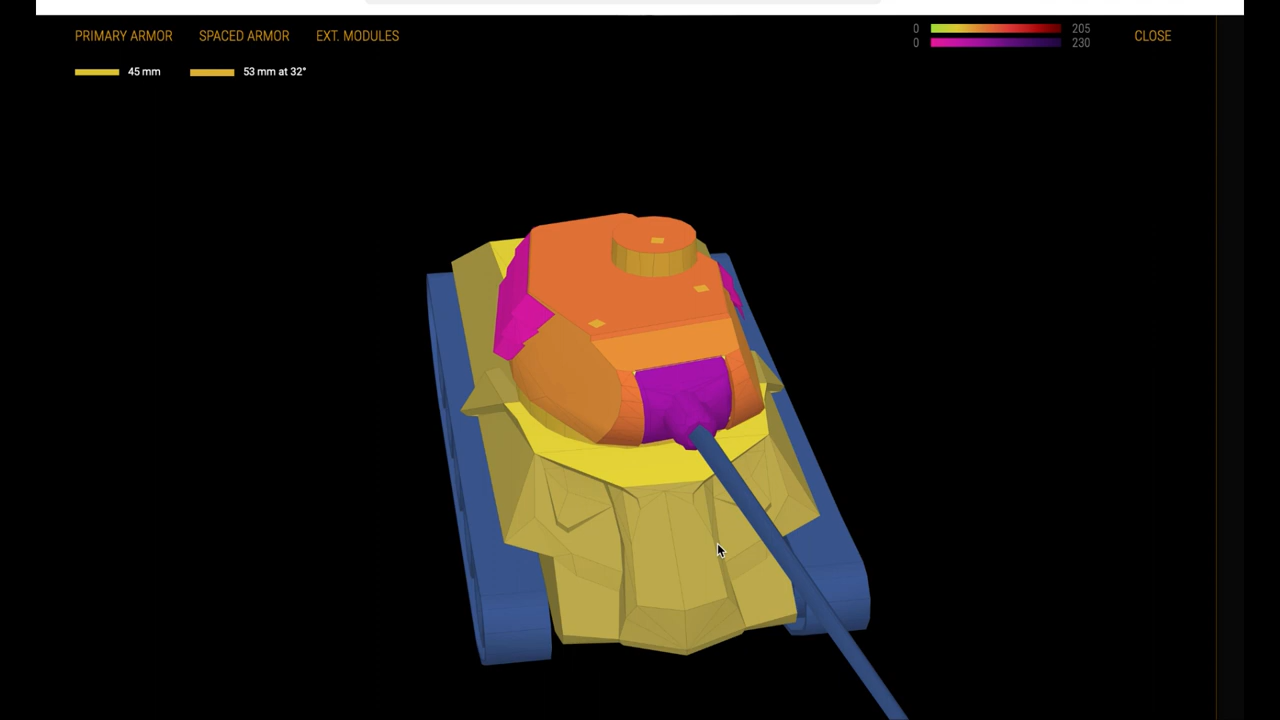 PRIMARY ARMOR SPACED ARMOR EXT. MODULES 0 205
0 230 CLOSE
45 mm 53 mm at 32°